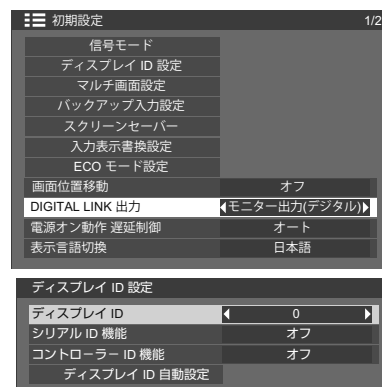 初期設定 1/2
信号モード
ディスプレイ ID 設定
マルチ画面設定
バックアップ入力設定
スクリーンセーバー
入力表示書換設定
ECO モード設定
画面位置移動 オフ
DIGITAL LINK 出力 モニター出力(デジタル)
電源オン動作 遅延制御 オート
表示言語切換 日本語
ディスプレイ ID 設定
ディスプレイ ID 0
シリアル ID 機能 オフ
コントローラー ID 機能 オフ
ディスプレイ ID 自動設定